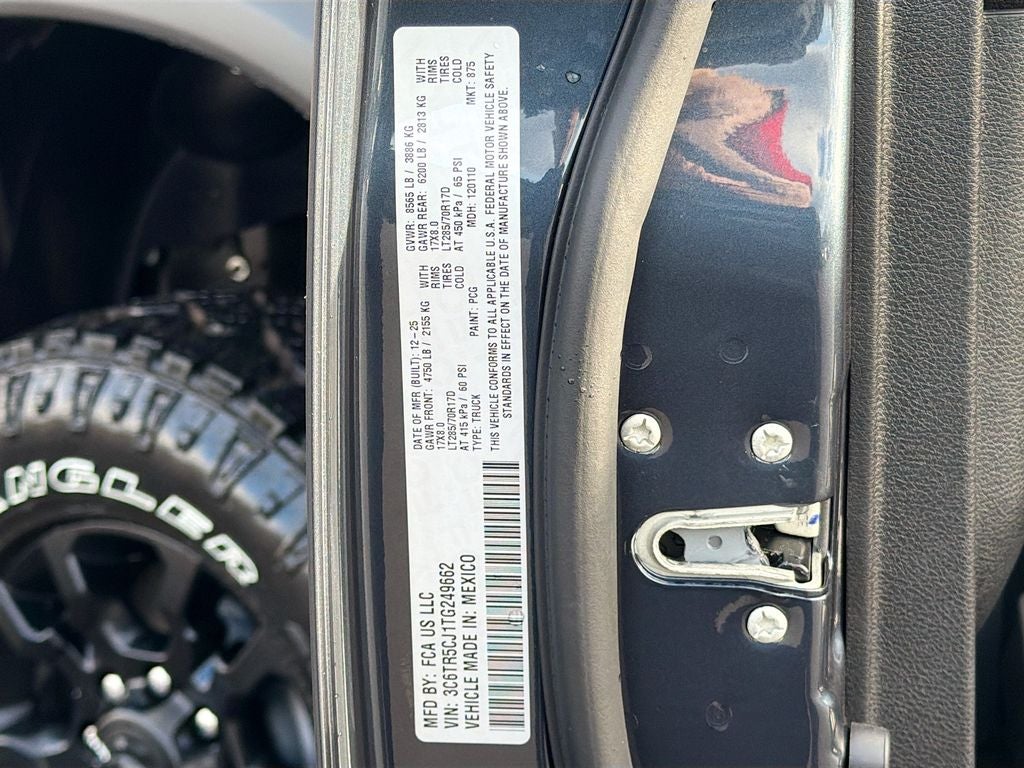 MFD BY: FCA US LLC
VIN: 3C6TR5CJ1TG249662
VEHICLE MADE IN: MEXICO
DATE OF MFR (BUILT): 12-25
GVWR: 8565 LB / 3886 KG
GAWR FRONT: 4750 LB / 2155 KG WITH
17X8.0 RIMS
LT285/70R17D TIRES
AT 415 kPa / 60 PSI COLD
GAWR REAR: 6200 LB / 2813 KG WITH
17X8.0 RIMS
LT285/70R17D TIRES
AT 450 kPa / 65 PSI COLD
TYPE: TRUCK PAINT: PCG MDH: 120110 MKT: 875
THIS VEHICLE CONFORMS TO ALL APPLICABLE U.S.A. FEDERAL MOTOR VEHICLE SAFETY
STANDARDS IN EFFECT ON THE DATE OF MANUFACTURE SHOWN ABOVE.
ANGLER